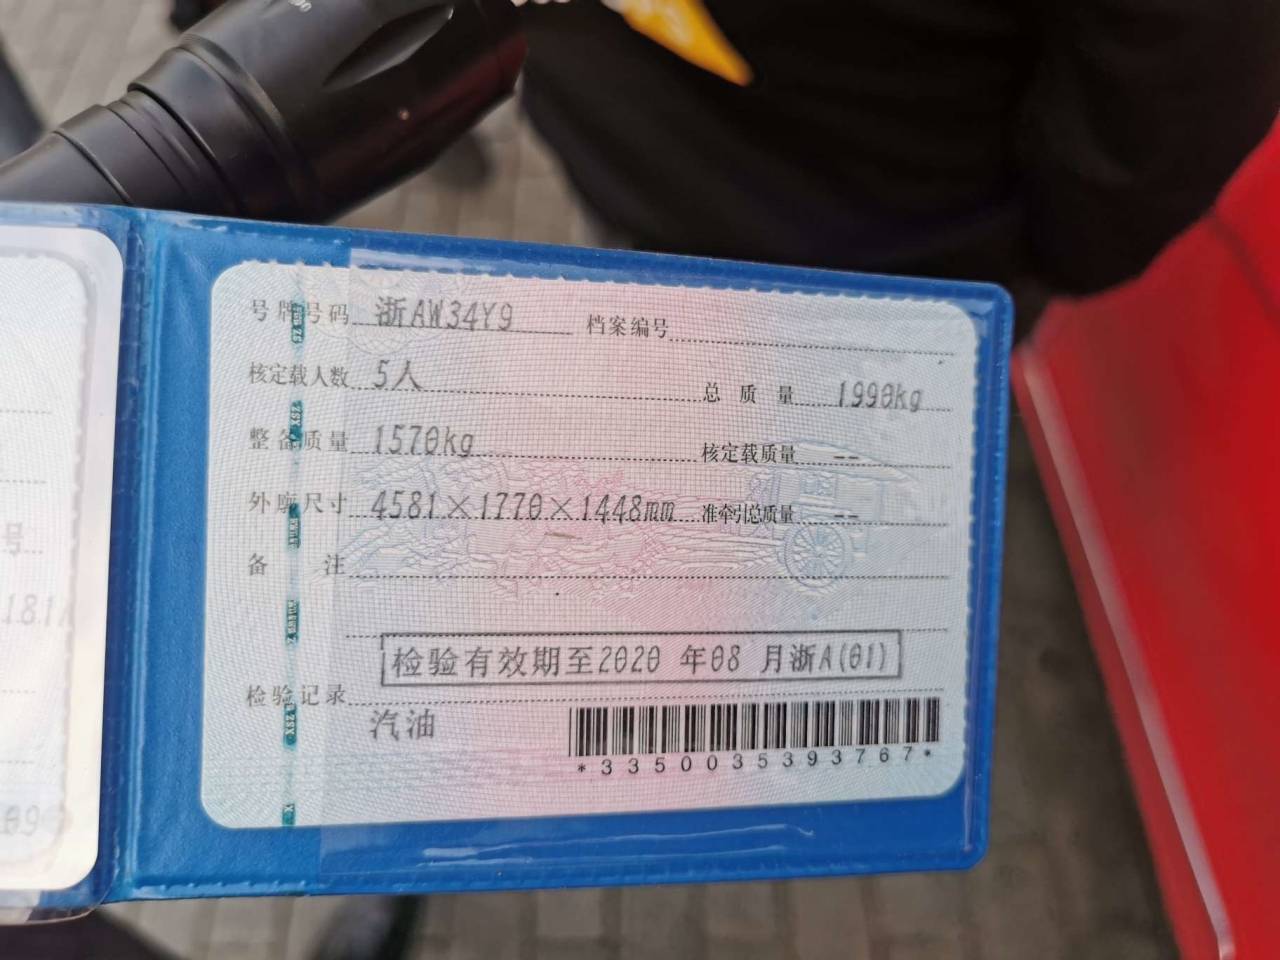 号牌号码 浙AW34Y9 档案编号
核定载人数 5人 总质量 1990kg
整备质量 1570kg 核定载质量 --
外廓尺寸 4581×1770×1448mm 准牵引总质量 --
备注
检验有效期至2020 年08 月浙A(01)
检验记录
汽油
*3350035393767*
号
181
09